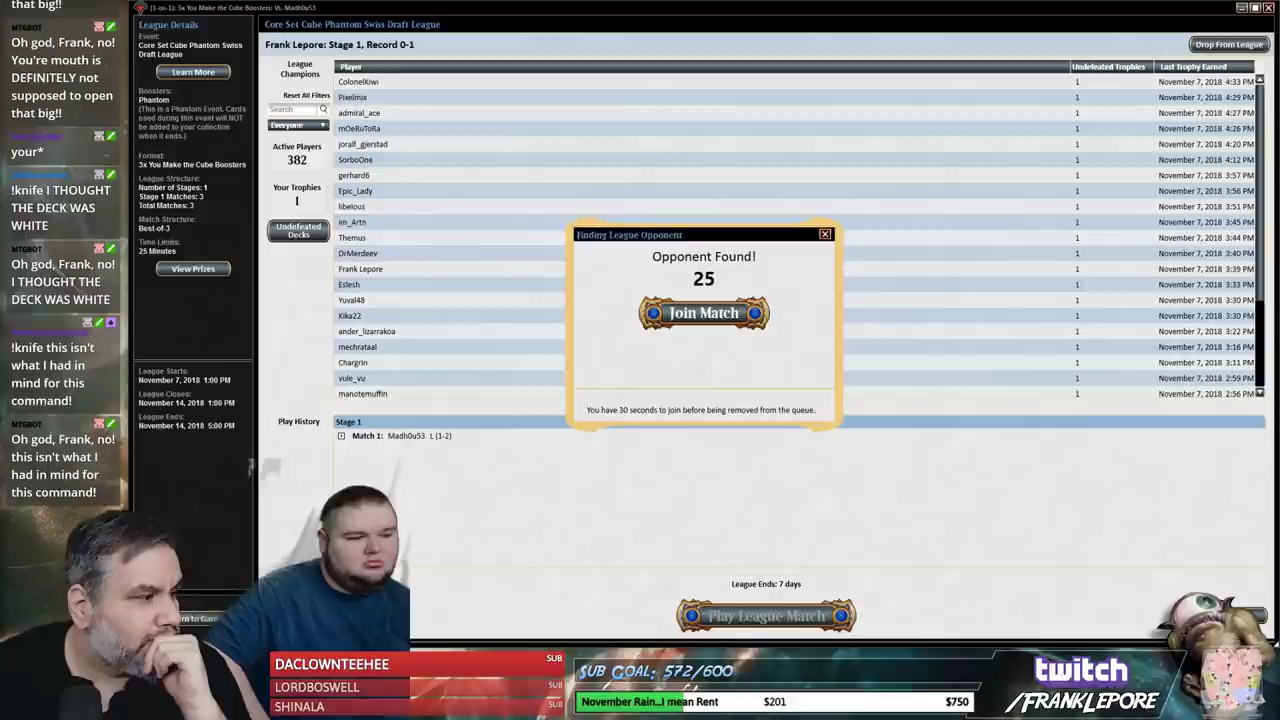 that big!!
MTGBOT
Oh god, Frank, no!
You're mouth is
DEFINITELY not
supposed to open
that big!!
your*
!knife I THOUGHT
THE DECK WAS
WHITE
MTGBOT
Oh god, Frank, no!
I THOUGHT THE
DECK WAS WHITE
!knife this isn't
what I had in
mind for this
command!
MTGBOT
Oh god, Frank, no!
this isn't what I
had in mind for
this command!
(1-on-1): 3x You Make the Cube Boosters: Vs. Madh0u53
League Details
Event:
Core Set Cube Phantom Swiss
Draft League
Learn More
Boosters:
Phantom
(This is a Phantom Event. Cards
used during this event will NOT
be added to your collection
when it ends.)
Format:
3x You Make the Cube Boosters
League Structure:
Number of Stages: 1
Stage 1 Matches: 3
Total Matches: 3
Match Structure:
Best-of-3
Time Limits:
25 Minutes
View Prizes
League Starts:
November 7, 2018 1:00 PM
League Closes:
November 14, 2018 1:00 PM
League Ends:
November 14, 2018 5:00 PM
Core Set Cube Phantom Swiss Draft League
Frank Lepore: Stage 1, Record 0-1
Drop From League
League
Champions
Reset All Filters
Search
Everyone
Active Players
382
Your Trophies
1
Undefeated
Decks
Player Undefeated Trophies Last Trophy Earned
ColonelKiwi 1 November 7, 2018 4:33 PM
Pixelmix 1 November 7, 2018 4:29 PM
admiral_ace 1 November 7, 2018 4:27 PM
mOeRuToRa 1 November 7, 2018 4:26 PM
joralf_gjerstad 1 November 7, 2018 4:20 PM
SorboOne 1 November 7, 2018 4:12 PM
gerhard6 1 November 7, 2018 3:57 PM
Epic_Lady 1 November 7, 2018 3:56 PM
libelous 1 November 7, 2018 3:51 PM
im_Artn 1 November 7, 2018 3:45 PM
Themus 1 November 7, 2018 3:44 PM
DrMerdeev 1 November 7, 2018 3:40 PM
Frank Lepore 1 November 7, 2018 3:39 PM
Eslesh 1 November 7, 2018 3:33 PM
Yuval48 1 November 7, 2018 3:30 PM
Kika22 1 November 7, 2018 3:30 PM
ander_lizarrakoa 1 November 7, 2018 3:22 PM
mechrataal 1 November 7, 2018 3:16 PM
Chargrin 1 November 7, 2018 3:11 PM
vule_vu 1 November 7, 2018 2:59 PM
manotemuffin 1 November 7, 2018 2:56 PM
Finding League Opponent
Opponent Found!
25
Join Match
You have 30 seconds to join before being removed from the queue.
Play History
Stage 1
Match 1: Madh0u53 L (1-2)
League Ends: 7 days
Play League Match
DACLOWNTEEHEE SUB
LORDBOSWELL SUB
SHINALA SUB
SUB GOAL: 572/600
November Rain...I mean Rent $201 $750
twitch
/FRANKLEPORE